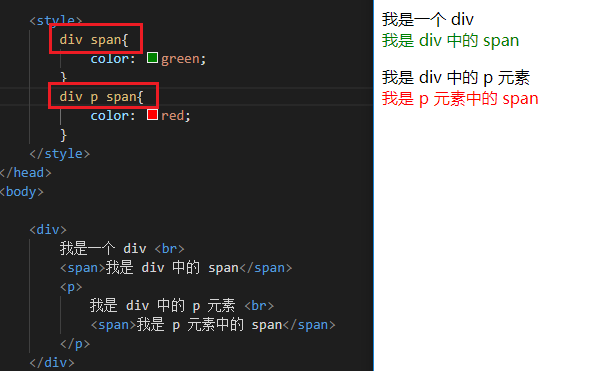 <style>
div span{
color: green;
}
div p span{
color: red;
}
</style>
</head>
<body>
<div>
我是一个 div <br>
<span>我是 div 中的 span</span>
<p>
我是 div 中的 p 元素 <br>
<span>我是 p 元素中的 span</span>
</p>
</div>
我是一个 div
我是 div 中的 span
我是 div 中的 p 元素
我是 p 元素中的 span